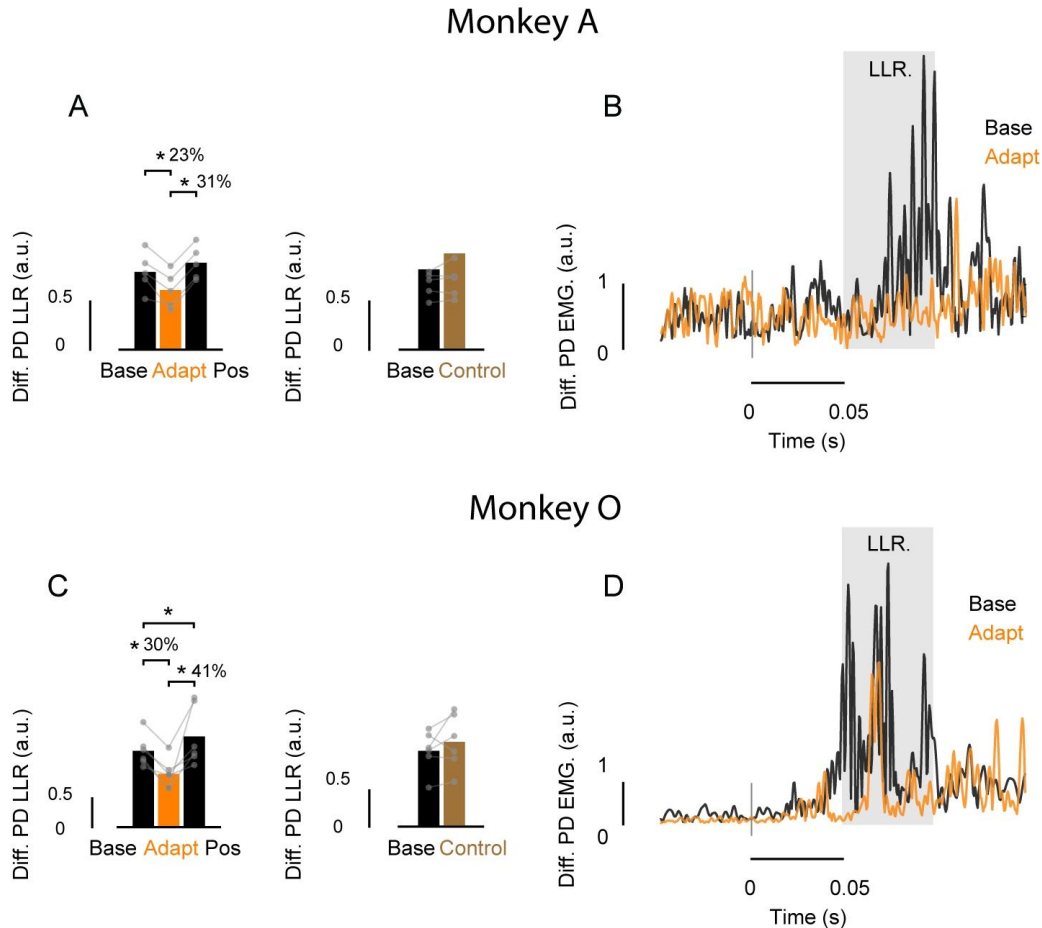 Monkey A
A
* 23%
* 31%
Diff. PD LLR (a.u.)
0.5
0
Base Adapt Pos
Diff. PD LLR (a.u.)
0.5
0
Base Control
B
LLR.
Base
Adapt
Diff. PD EMG. (a.u.)
1
0
0 0.05
Time (s)
Monkey O
C
*
* 30%
* 41%
Diff. PD LLR (a.u.)
0.5
0
Base Adapt Pos
Diff. PD LLR (a.u.)
0.5
0
Base Control
D
LLR.
Base
Adapt
Diff. PD EMG. (a.u.)
1
0
0 0.05
Time (s)